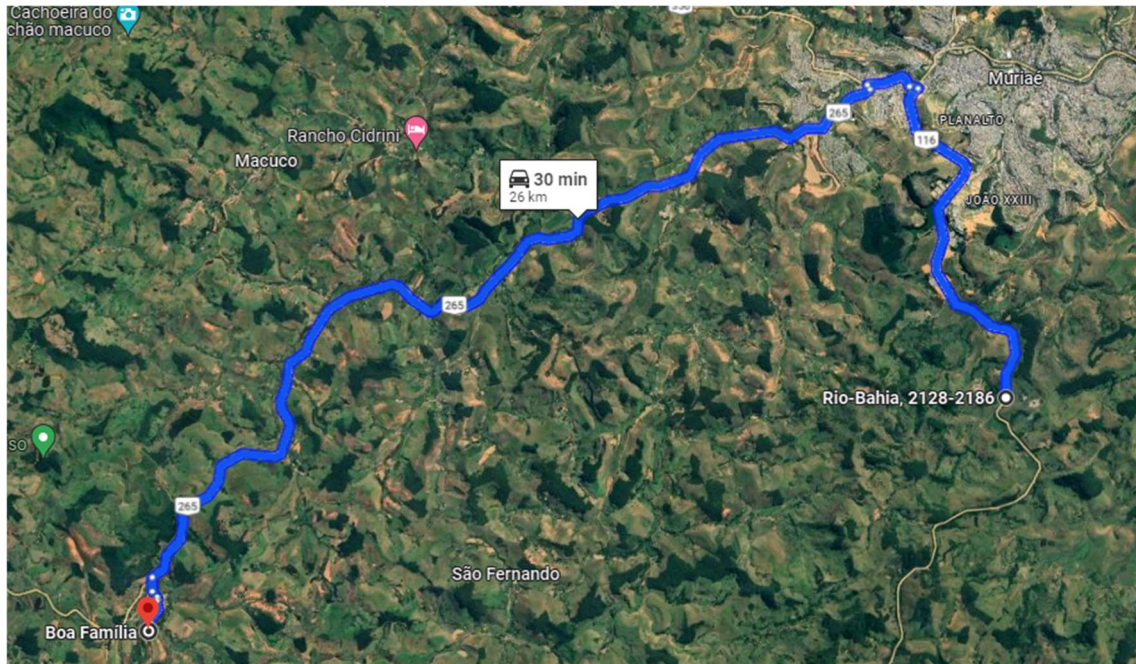 Cachoeira do
chão macuco
Muriaé
265
PLANALTO
116
Rancho Cidrini
Macuco
30 min
26 km
JOÃO XXIII
265
Rio-Bahia, 2128-2186
SO
265
São Fernando
Boa Família